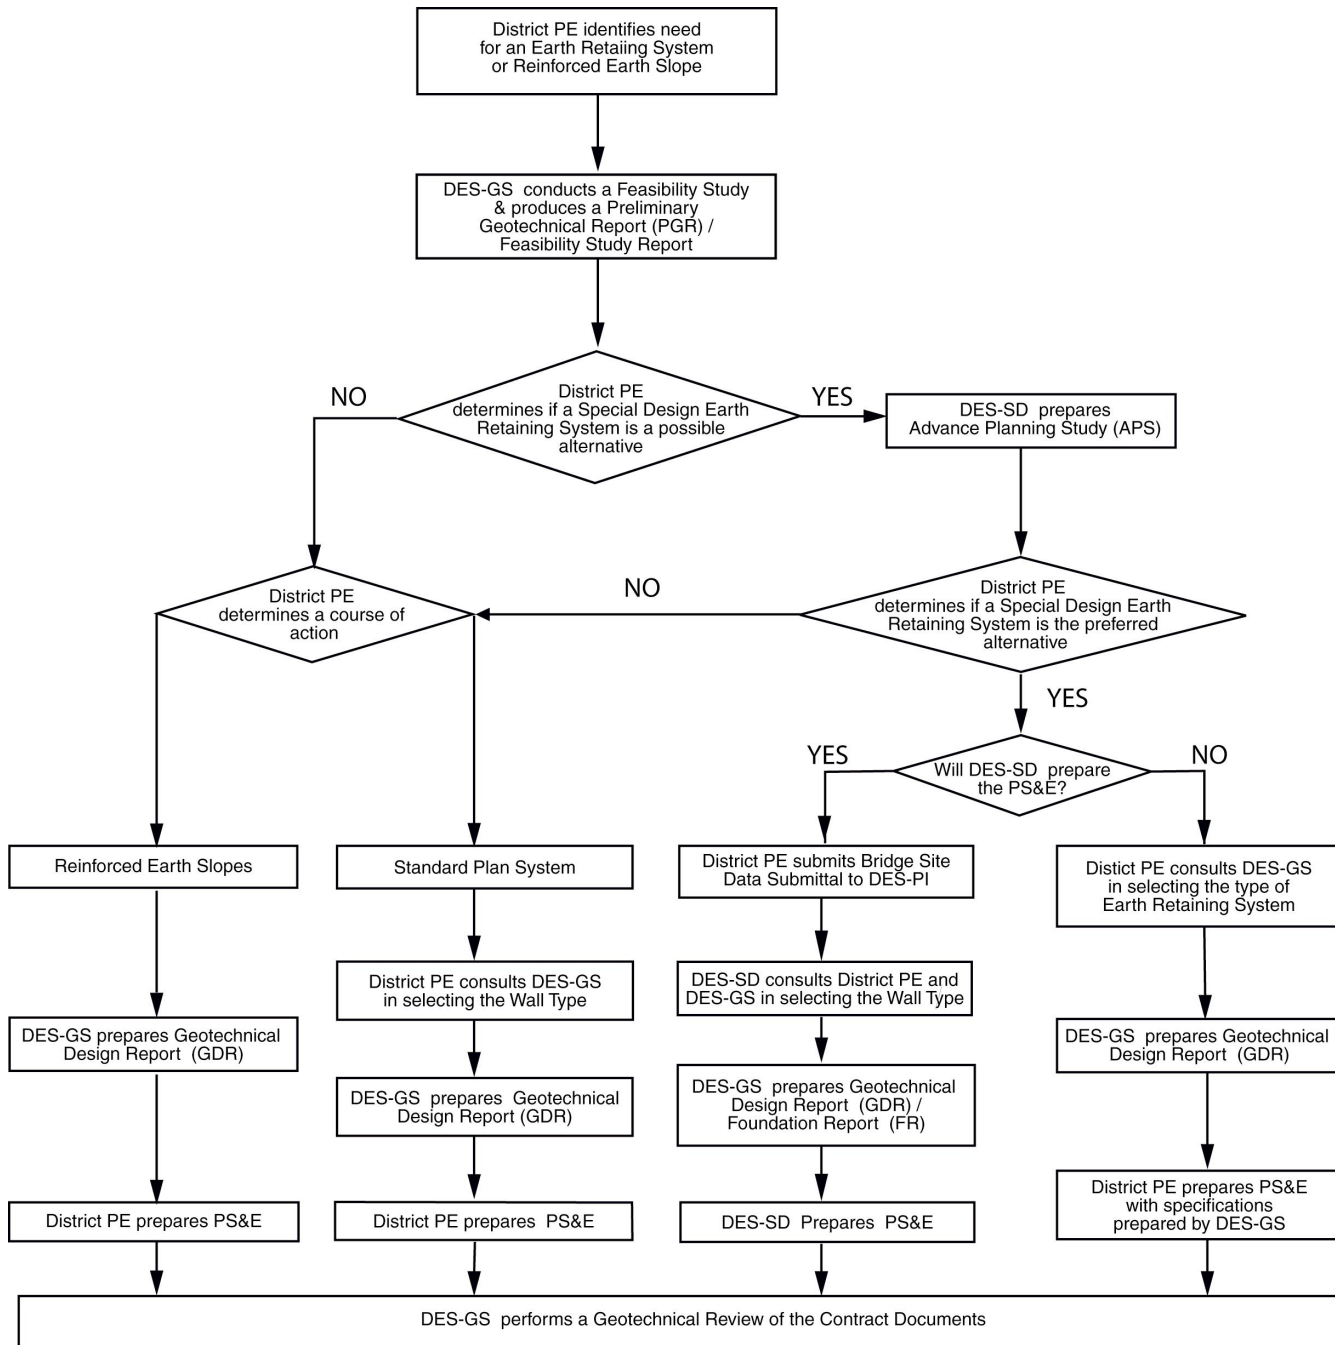 District PE identifies need
for an Earth Retaiing System
or Reinforced Earth Slope
DES-GS conducts a Feasibility Study
& produces a Preliminary
Geotechnical Report (PGR) /
Feasibility Study Report
District PE
determines if a Special Design Earth
Retaining System is a possible
alternative
NO
YES
DES-SD prepares
Advance Planning Study (APS)
District PE
determines a course of
action
NO
District PE
determines if a Special Design Earth
Retaining System is the preferred
alternative
YES
Will DES-SD prepare
the PS&E?
YES
NO
Reinforced Earth Slopes
DES-GS prepares Geotechnical
Design Report (GDR)
District PE prepares PS&E
Standard Plan System
District PE consults DES-GS
in selecting the Wall Type
DES-GS prepares Geotechnical
Design Report (GDR)
District PE prepares PS&E
District PE submits Bridge Site
Data Submittal to DES-PI
DES-SD consults District PE and
DES-GS in selecting the Wall Type
DES-GS prepares Geotechnical
Design Report (GDR) /
Foundation Report (FR)
DES-SD Prepares PS&E
Distict PE consults DES-GS
in selecting the type of
Earth Retaining System
DES-GS prepares Geotechnical
Design Report (GDR)
District PE prepares PS&E
with specifications
prepared by DES-GS
DES-GS performs a Geotechnical Review of the Contract Documents